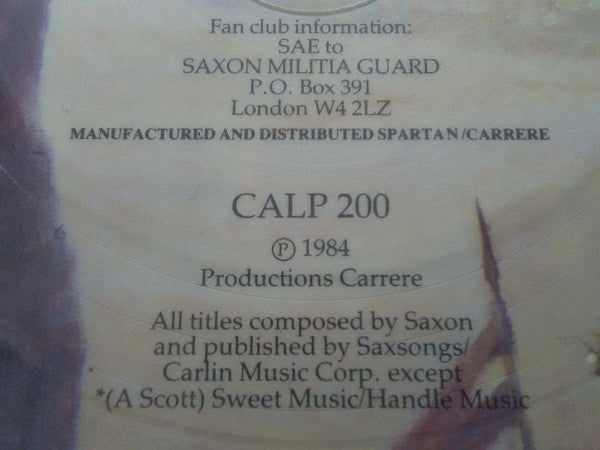 Fan club information:
SAE to
SAXON MILITIA GUARD
P.O. Box 391
London W4 2LZ
MANUFACTURED AND DISTRIBUTED SPARTAN/CARRERE
CALP 200
Ⓟ 1984
Productions Carrere
All titles composed by Saxon
and published by Saxsongs/
Carlin Music Corp. except
*(A Scott) Sweet Music/Handle Music